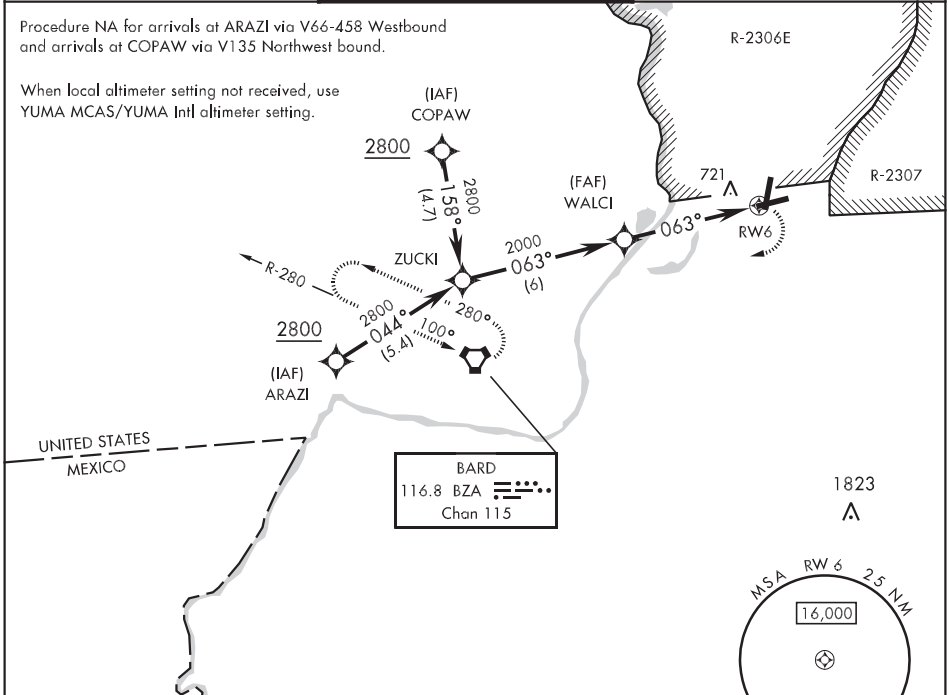 Procedure NA for arrivals at ARAZI via V66-458 Westbound
and arrivals at COPAW via V135 Northwest bound.
When local altimeter setting not received, use
YUMA MCAS/YUMA Intl altimeter setting.
R-2306E
(IAF)
COPAW
2800
2800
158°
(4.7)
(FAF)
WALCI
721
R-2307
RW6
063°
ZUCKI
2000
063°
(6)
R-280
280°
2800
044°
(5.4)
100°
2800
(IAF)
ARAZI
UNITED STATES
MEXICO
BARD
116.8 BZA
Chan 115
1823
MSA RW 6 25 NM
16,000